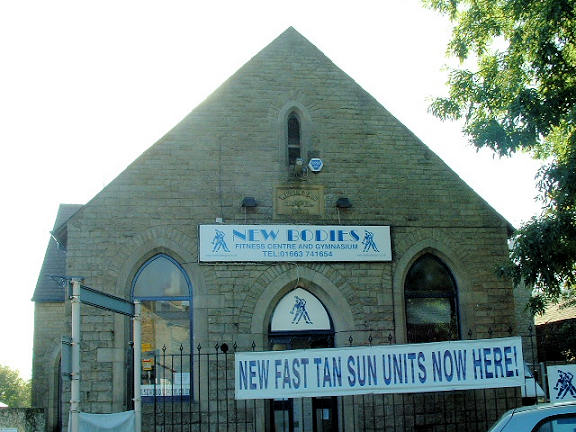 NEW BODIES
FITNESS CENTRE AND GYMNASIUM
TEL:01663 741654
NEW FAST TAN SUN UNITS NOW HERE!